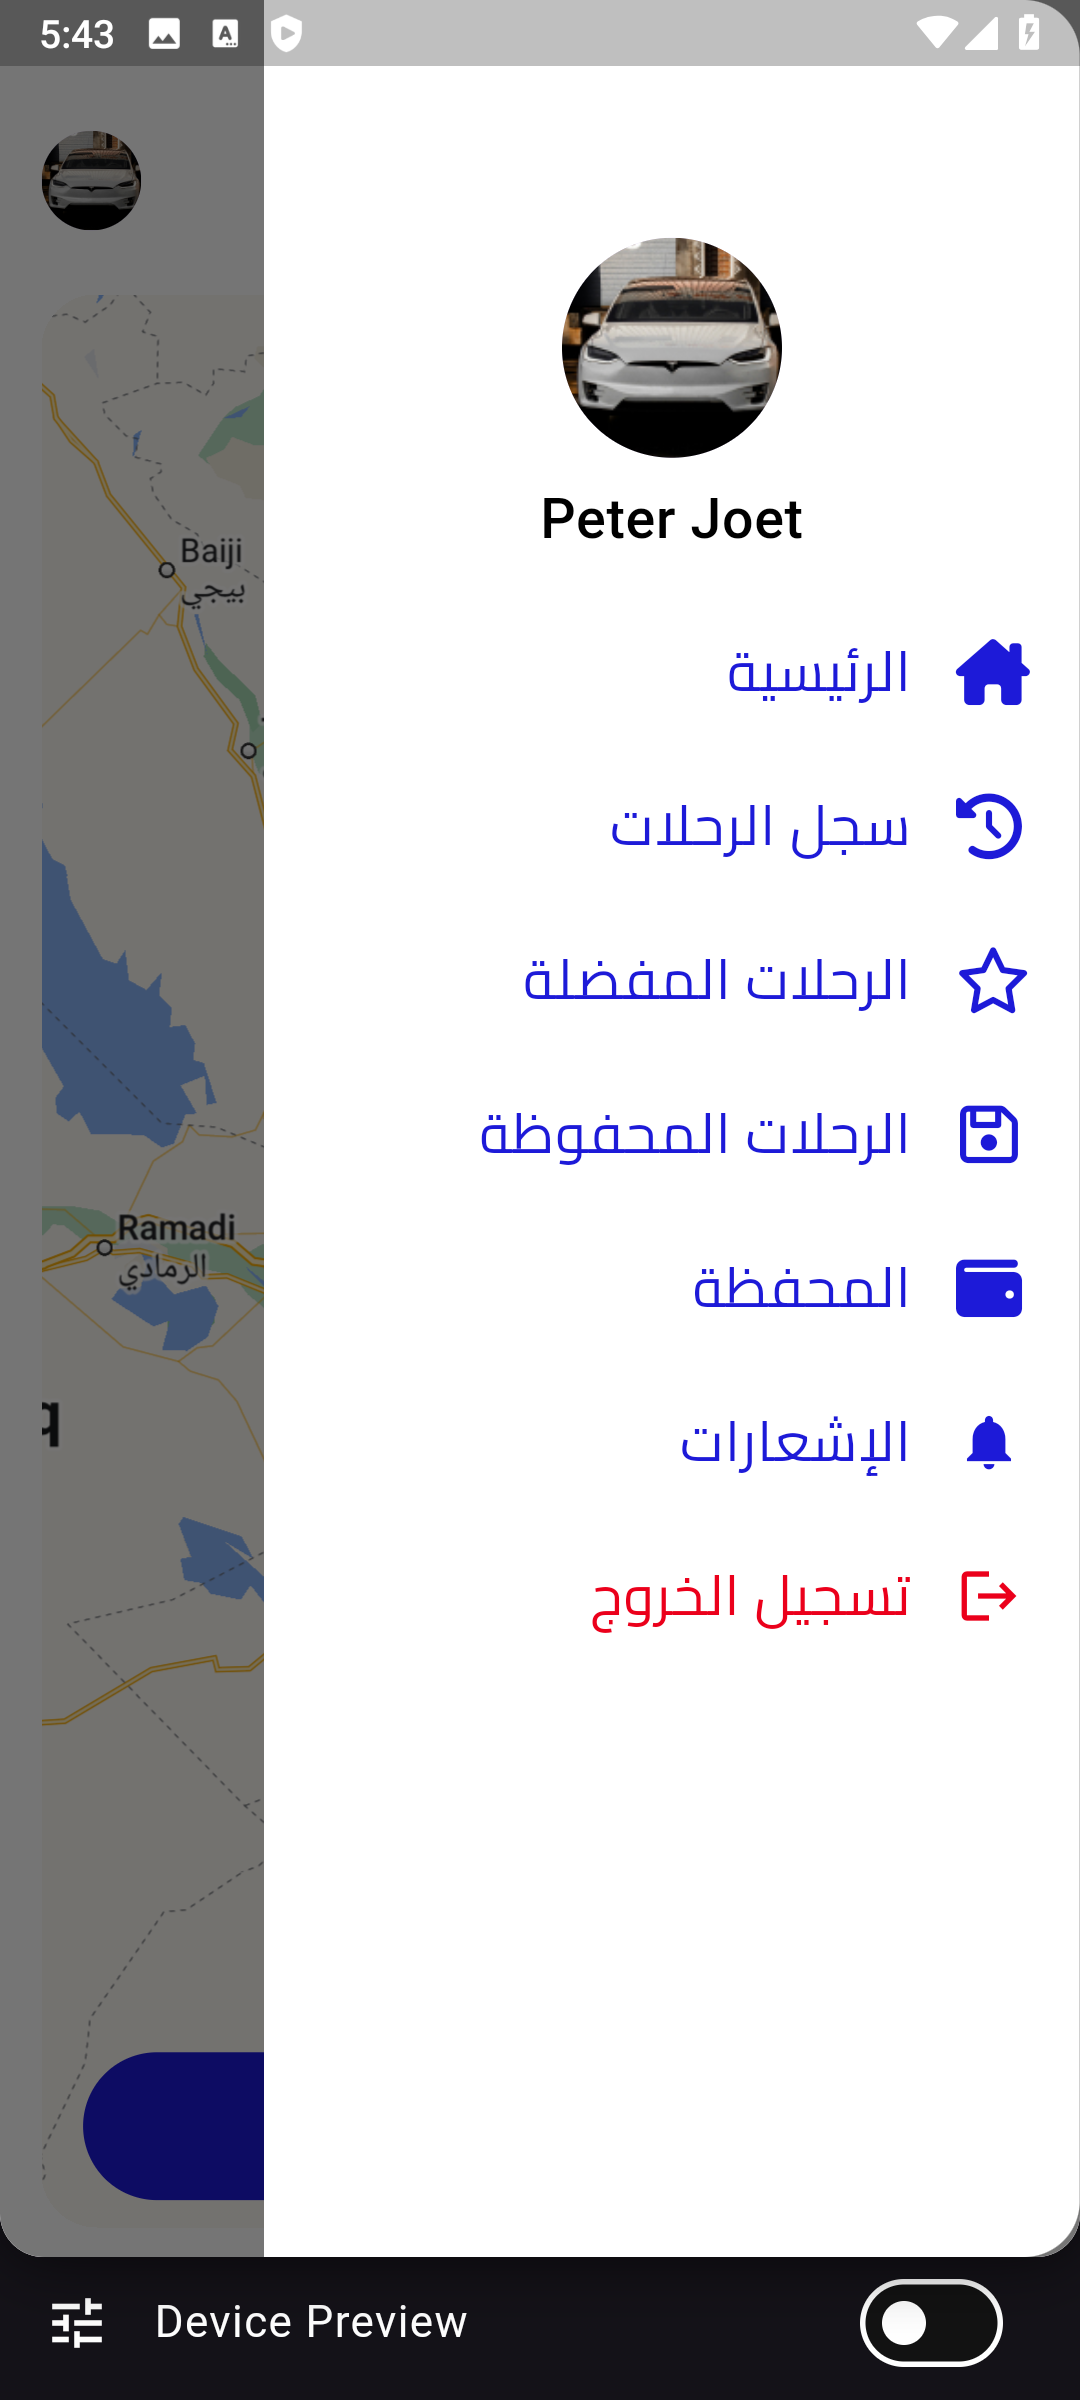 5:43
Peter Joet
الرئيسية
سجل الرحلات
الرحلات المفضلة
الرحلات المحفوظة
المحفظة
الإشعارات
تسجيل الخروج
Baiji
بيجي
Ramadi
الرمادي
q
Device Preview